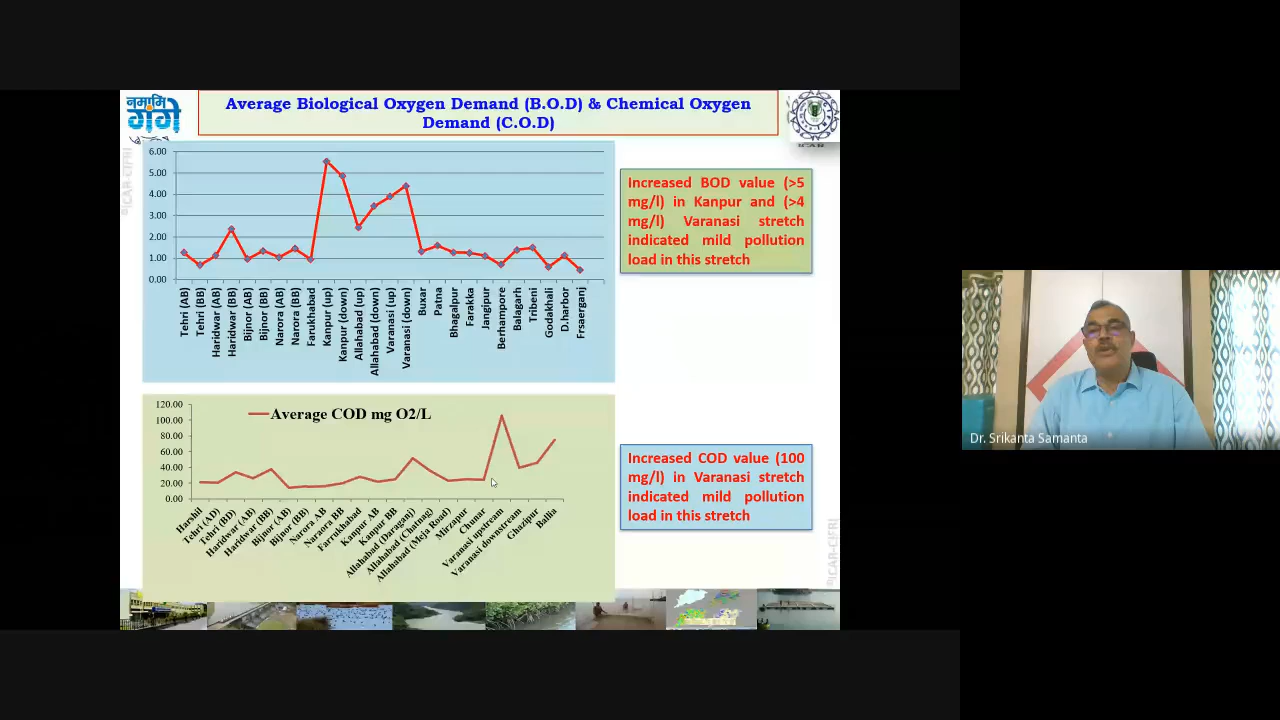 नमामि
गंगे
Average Biological Oxygen Demand (B.O.D) & Chemical Oxygen
Demand (C.O.D)
ICAR-CIFRI
6.00
5.00
4.00
3.00
2.00
1.00
0.00
Tehri (AB)
Tehri (BB)
Haridwar (AB)
Haridwar (BB)
Bijnor (AB)
Bijnor (BB)
Narora (AB)
Narora (BB)
Farukhabad
Kanpur (up)
Kanpur (down)
Allahabad (up)
Allahabad (down)
Varanasi (up)
Varanasi (down)
Buxar
Patna
Bhagalpur
Farakka
Jangipur
Berhampore
Balagarh
Tribeni
Godakhali
D.harbor
Frsaerganj
Increased BOD value (>5
mg/l) in Kanpur and (>4
mg/l) Varanasi stretch
indicated mild pollution
load in this stretch
Average COD mg O2/L
120.00
100.00
80.00
60.00
40.00
20.00
0.00
Harshil
Tehri (AD)
Tehri (BD)
Haridwar (AB)
Haridwar (BB)
Bijnor (AB)
Bijnor (BB)
Narora AB
Narora BB
Farrukhabad
Kanpur AB
Kanpur BB
Allahabad (Daraganj)
Allahabad (Chatnag)
Allahabad (Meja Road)
Mirzapur
Chunar
Varanasi upstream
Varanasi downstream
Ghazipur
Ballia
Increased COD value (100
mg/l) in Varanasi stretch
indicated mild pollution
load in this stretch
ICAR-CIFRI
Dr. Srikanta Samanta